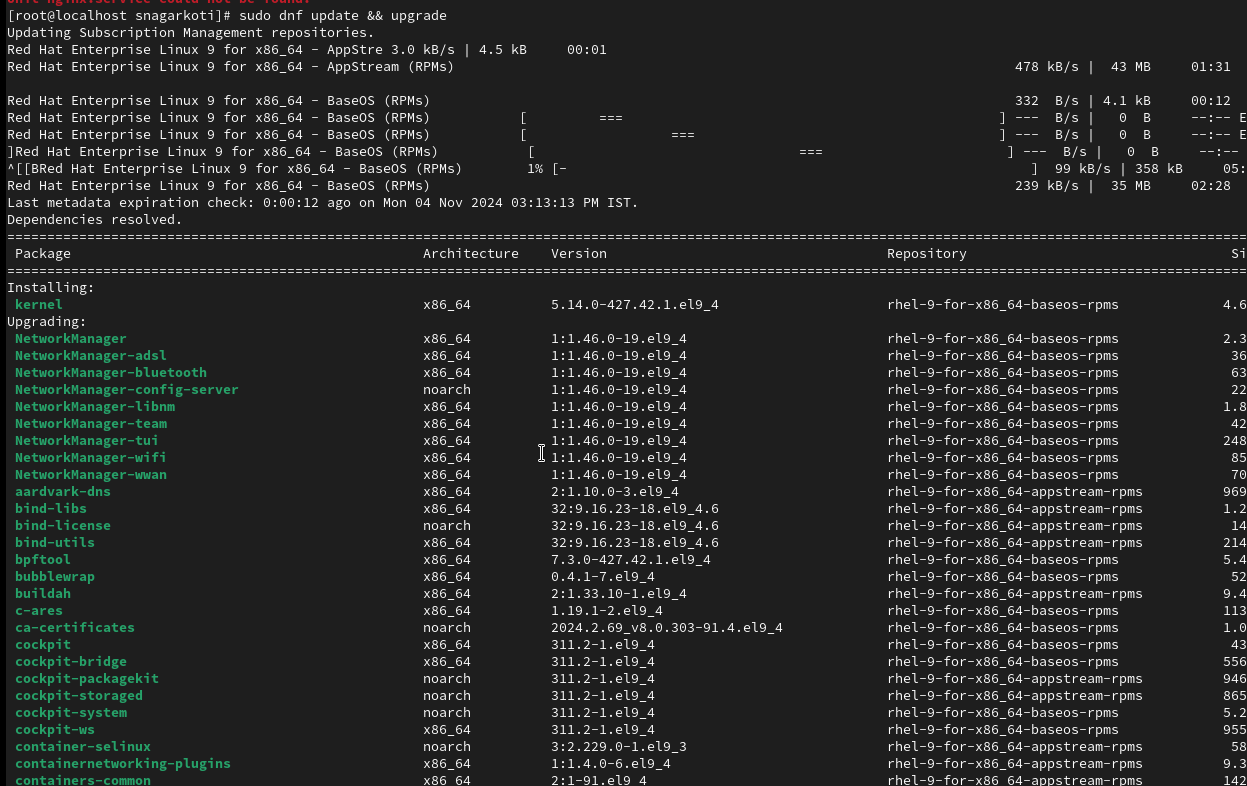 Unit nginx.service could not be found.
[root@localhost snagarkoti]# sudo dnf update && upgrade
Updating Subscription Management repositories.
Red Hat Enterprise Linux 9 for x86_64 - AppStre 3.0 kB/s | 4.5 kB     00:01
Red Hat Enterprise Linux 9 for x86_64 - AppStream (RPMs) 478 kB/s |  43 MB     01:31
Red Hat Enterprise Linux 9 for x86_64 - BaseOS (RPMs) 332  B/s | 4.1 kB     00:12
Red Hat Enterprise Linux 9 for x86_64 - BaseOS (RPMs) [         ===         ] ---  B/s |   0  B     --:-- E
Red Hat Enterprise Linux 9 for x86_64 - BaseOS (RPMs) [         ===         ] ---  B/s |   0  B     --:-- E
]Red Hat Enterprise Linux 9 for x86_64 - BaseOS (RPMs) [         ===         ] ---  B/s |   0  B     --:--
^[[BRed Hat Enterprise Linux 9 for x86_64 - BaseOS (RPMs) 1% [-         ]  99 kB/s | 358 kB     05:
Red Hat Enterprise Linux 9 for x86_64 - BaseOS (RPMs) 239 kB/s |  35 MB     02:28
Last metadata expiration check: 0:00:12 ago on Mon 04 Nov 2024 03:13:13 PM IST.
Dependencies resolved.
Package Architecture Version Repository Si
Installing:
kernel x86_64 5.14.0-427.42.1.el9_4 rhel-9-for-x86_64-baseos-rpms 4.6
Upgrading:
NetworkManager x86_64 1:1.46.0-19.el9_4 rhel-9-for-x86_64-baseos-rpms 2.3
NetworkManager-adsl x86_64 1:1.46.0-19.el9_4 rhel-9-for-x86_64-baseos-rpms 36
NetworkManager-bluetooth x86_64 1:1.46.0-19.el9_4 rhel-9-for-x86_64-baseos-rpms 63
NetworkManager-config-server noarch 1:1.46.0-19.el9_4 rhel-9-for-x86_64-baseos-rpms 22
NetworkManager-libnm x86_64 1:1.46.0-19.el9_4 rhel-9-for-x86_64-baseos-rpms 1.8
NetworkManager-team x86_64 1:1.46.0-19.el9_4 rhel-9-for-x86_64-baseos-rpms 42
NetworkManager-tui x86_64 1:1.46.0-19.el9_4 rhel-9-for-x86_64-baseos-rpms 248
NetworkManager-wifi x86_64 1:1.46.0-19.el9_4 rhel-9-for-x86_64-baseos-rpms 85
NetworkManager-wwan x86_64 1:1.46.0-19.el9_4 rhel-9-for-x86_64-baseos-rpms 70
aardvark-dns x86_64 2:1.10.0-3.el9_4 rhel-9-for-x86_64-appstream-rpms 969
bind-libs x86_64 32:9.16.23-18.el9_4.6 rhel-9-for-x86_64-appstream-rpms 1.2
bind-license noarch 32:9.16.23-18.el9_4.6 rhel-9-for-x86_64-appstream-rpms 14
bind-utils x86_64 32:9.16.23-18.el9_4.6 rhel-9-for-x86_64-appstream-rpms 214
bpftool x86_64 7.3.0-427.42.1.el9_4 rhel-9-for-x86_64-baseos-rpms 5.4
bubblewrap x86_64 0.4.1-7.el9_4 rhel-9-for-x86_64-baseos-rpms 52
buildah x86_64 2:1.33.10-1.el9_4 rhel-9-for-x86_64-appstream-rpms 9.4
c-ares x86_64 1.19.1-2.el9_4 rhel-9-for-x86_64-baseos-rpms 113
ca-certificates noarch 2024.2.69_v8.0.303-91.4.el9_4 rhel-9-for-x86_64-baseos-rpms 1.0
cockpit x86_64 311.2-1.el9_4 rhel-9-for-x86_64-baseos-rpms 43
cockpit-bridge x86_64 311.2-1.el9_4 rhel-9-for-x86_64-baseos-rpms 556
cockpit-packagekit noarch 311.2-1.el9_4 rhel-9-for-x86_64-appstream-rpms 946
cockpit-storaged noarch 311.2-1.el9_4 rhel-9-for-x86_64-appstream-rpms 865
cockpit-system noarch 311.2-1.el9_4 rhel-9-for-x86_64-baseos-rpms 5.2
cockpit-ws x86_64 311.2-1.el9_4 rhel-9-for-x86_64-baseos-rpms 955
container-selinux noarch 3:2.229.0-1.el9_3 rhel-9-for-x86_64-appstream-rpms 58
containernetworking-plugins x86_64 1:1.4.0-6.el9_4 rhel-9-for-x86_64-appstream-rpms 9.3
containers-common x86_64 2:1-91.el9_4 rhel-9-for-x86_64-appstream-rpms 142